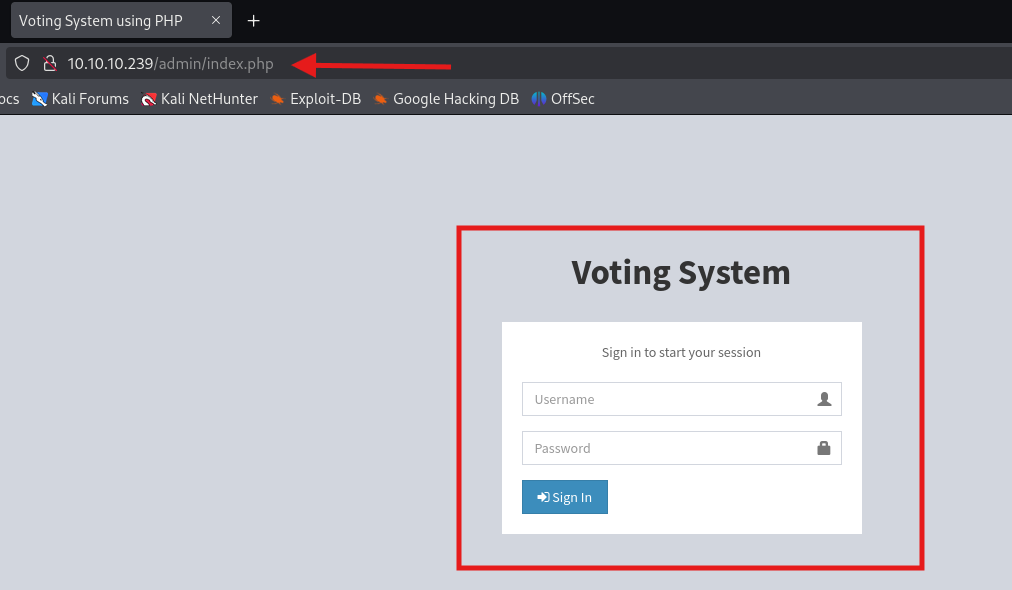 Voting System using PHP
10.10.10.239/admin/index.php
ocs Kali Forums Kali NetHunter Exploit-DB Google Hacking DB OffSec
Voting System
Sign in to start your session
Username
Password
Sign In